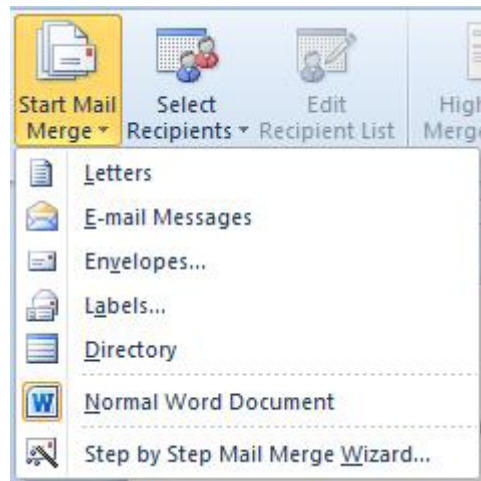 Start Mail Select Edit
Merge Recipients Recipient List
Letters
E-mail Messages
Envelopes...
Labels...
Directory
W
Normal Word Document
Step by Step Mail Merge Wizard...